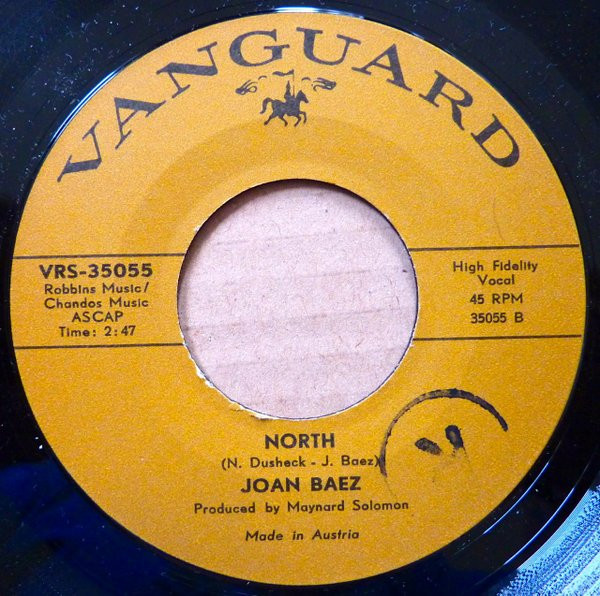 VANGUARD
VRS-35055
Robbins Music/
Chandos Music
ASCAP
Time: 2:47
High Fidelity
Vocal
45 RPM
35055 B
NORTH
(N. Dusheck - J. Baez)
JOAN BAEZ
Produced by Maynard Solomon
Made in Austria